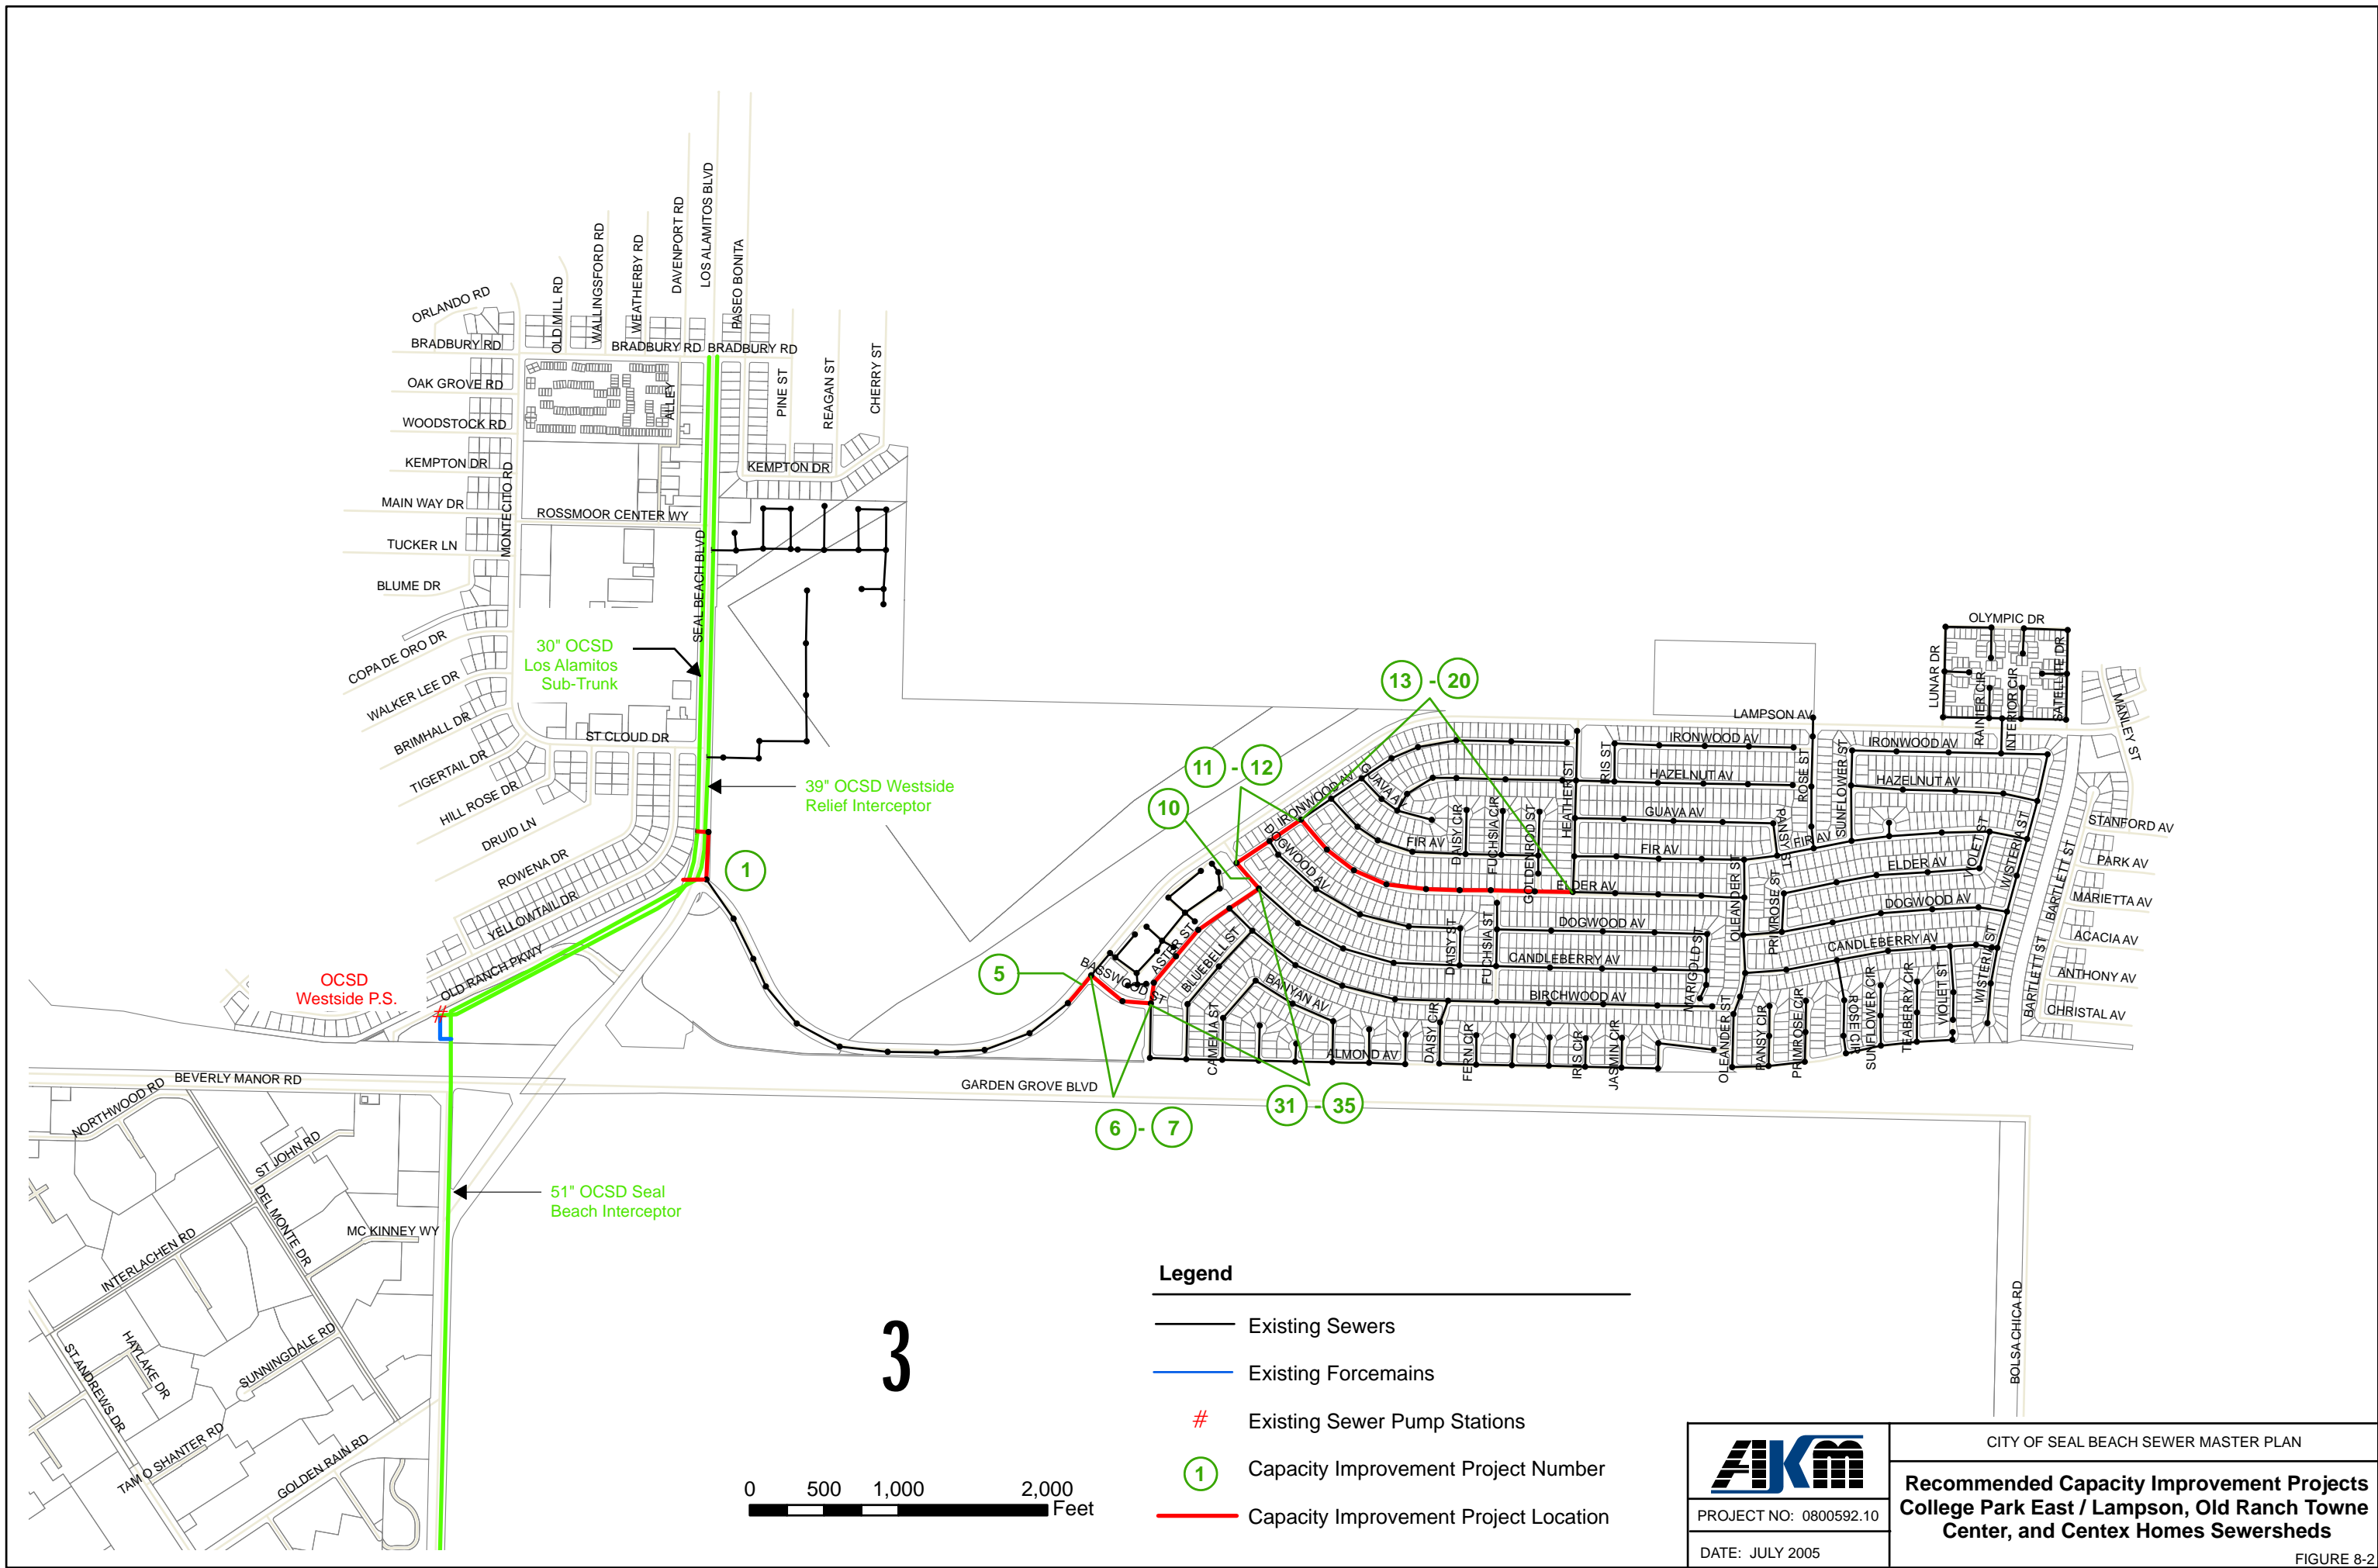 ORLANDO RD
BRADBURY RD
OAK GROVE RD
WOODSTOCK RD
KEMPTON DR
MAIN WAY DR
TUCKER LN
BLUME DR
COPA DE ORO DR
WALKER LEE DR
BRIMHALL DR
TIGERTAIL DR
HILL ROSE DR
DRUID LN
ROWENA DR
YELLOWTAIL DR
OLD RANCH PKWY
MONTECITO RD
OLD MILL RD
WALLINGSFORD RD
WEATHERBY RD
DAVENPORT RD
LOS ALAMITOS BLVD
PASEO BONITA
BRADBURY RD
BRADBURY RD
ALLEY
PINE ST
REAGAN ST
CHERRY ST
KEMPTON DR
ROSSMOOR CENTER WY
SEAL BEACH BLVD
ST CLOUD DR
30" OCSD
Los Alamitos
Sub-Trunk
39" OCSD Westside
Relief Interceptor
1
OCSD
Westside P.S.
#
51" OCSD Seal
Beach Interceptor
BEVERLY MANOR RD
NORTHWOOD RD
ST JOHN RD
DEL MONTE DR
MC KINNEY WY
INTERLACHEN RD
HAYLAKE DR
ST ANDREWS DR
SUNNINGDALE RD
TAM O SHANTER RD
GOLDEN RAIN RD
GARDEN GROVE BLVD
BOLSA CHICA RD
13 - 20
11 - 12
10
5
6 - 7
31 - 35
LAMPSON AV
OLYMPIC DR
LUNAR DR
RAINIER CIR
INTERIOR CIR
SATELLITE DR
MANLEY ST
IRONWOOD AV
GUAVA AV
DOGWOOD AV
FIR AV
DAISY CIR
FUCHSIA CIR
GOLDENROD ST
HEATHER ST
IRIS ST
IRONWOOD AV
HAZELNUT AV
GUAVA AV
FIR AV
ELDER AV
DOGWOOD AV
CANDLEBERRY AV
BIRCHWOOD AV
ROSE ST
SUNFLOWER ST
PANSY ST
FIR AV
IRONWOOD AV
HAZELNUT AV
ELDER AV
DOGWOOD AV
CANDLEBERRY AV
VIOLET ST
WISTERIA ST
BARTLETT ST
STANFORD AV
PARK AV
MARIETTA AV
ACACIA AV
ANTHONY AV
CHRISTAL AV
OLEANDER ST
PRIMROSE ST
MARIGOLD ST
DAISY ST
FUCHSIA ST
BASSWOOD ST
ASTER ST
BLUEBELL ST
CAMELIA ST
BANYAN AV
ALMOND AV
DAISY CIR
FERN CIR
IRIS CIR
JASMIN CIR
OLEANDER ST
PANSY CIR
PRIMROSE CIR
ROSE CIR
SUNFLOWER CIR
TEABERRY CIR
VIOLET ST
WISTERIA ST
BARTLETT ST
3
0 500 1,000 2,000
Feet
Legend
Existing Sewers
Existing Forcemains
# Existing Sewer Pump Stations
1 Capacity Improvement Project Number
Capacity Improvement Project Location
AKM
PROJECT NO: 0800592.10
DATE: JULY 2005
CITY OF SEAL BEACH SEWER MASTER PLAN
Recommended Capacity Improvement Projects
College Park East / Lampson, Old Ranch Towne
Center, and Centex Homes Sewersheds
FIGURE 8-2